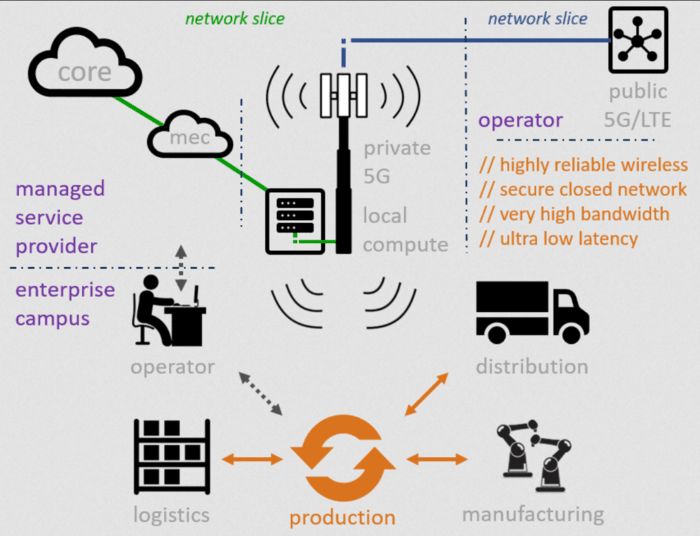 network slice
network slice
core
mec
public
5G/LTE
operator
private
5G
// highly reliable wireless
// secure closed network
// very high bandwidth
// ultra low latency
managed
service
provider
local
compute
enterprise
campus
operator
distribution
logistics
production
manufacturing